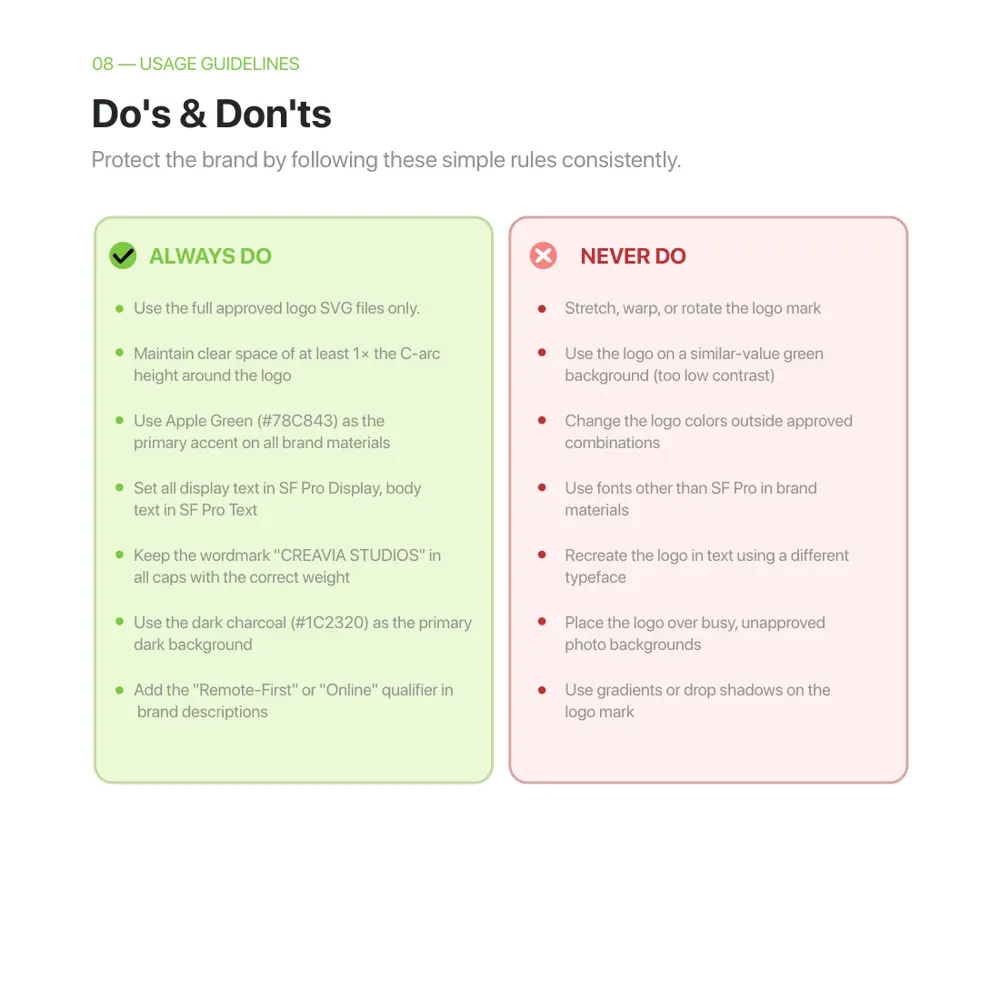 08 — USAGE GUIDELINES
Do's & Don'ts
Protect the brand by following these simple rules consistently.
ALWAYS DO
Use the full approved logo SVG files only.
Maintain clear space of at least 1× the C-arc
height around the logo
Use Apple Green (#78C843) as the
primary accent on all brand materials
Set all display text in SF Pro Display, body
text in SF Pro Text
Keep the wordmark "CREAVIA STUDIOS" in
all caps with the correct weight
Use the dark charcoal (#1C2320) as the primary
dark background
Add the "Remote-First" or "Online" qualifier in
brand descriptions
NEVER DO
Stretch, warp, or rotate the logo mark
Use the logo on a similar-value green
background (too low contrast)
Change the logo colors outside approved
combinations
Use fonts other than SF Pro in brand
materials
Recreate the logo in text using a different
typeface
Place the logo over busy, unapproved
photo backgrounds
Use gradients or drop shadows on the
logo mark